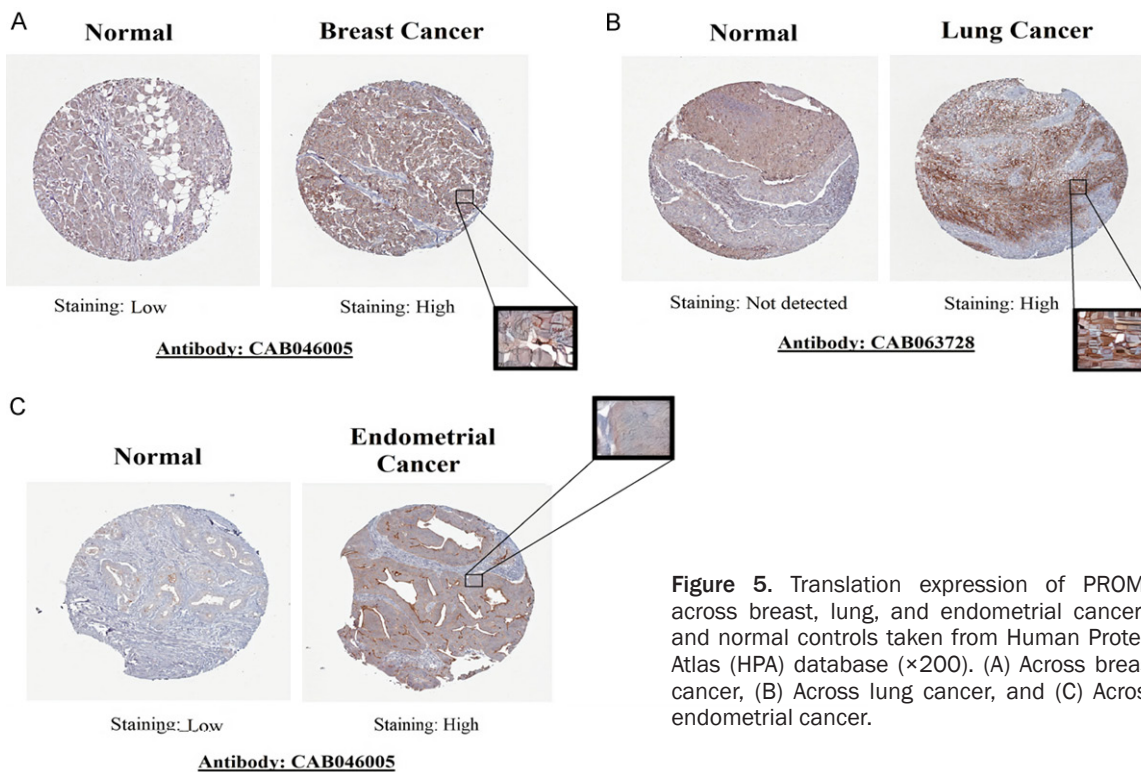 A
Normal
Breast Cancer
Staining: Low
Staining: High
Antibody: CAB046005
B
Normal
Lung Cancer
Staining: Not detected
Staining: High
Antibody: CAB063728
C
Normal
Endometrial
Cancer
Staining: Low
Staining: High
Antibody: CAB046005
Figure 5. Translation expression of PROM
across breast, lung, and endometrial cancer
and normal controls taken from Human Prote
Atlas (HPA) database (×200). (A) Across brea
cancer, (B) Across lung cancer, and (C) Acros
endometrial cancer.